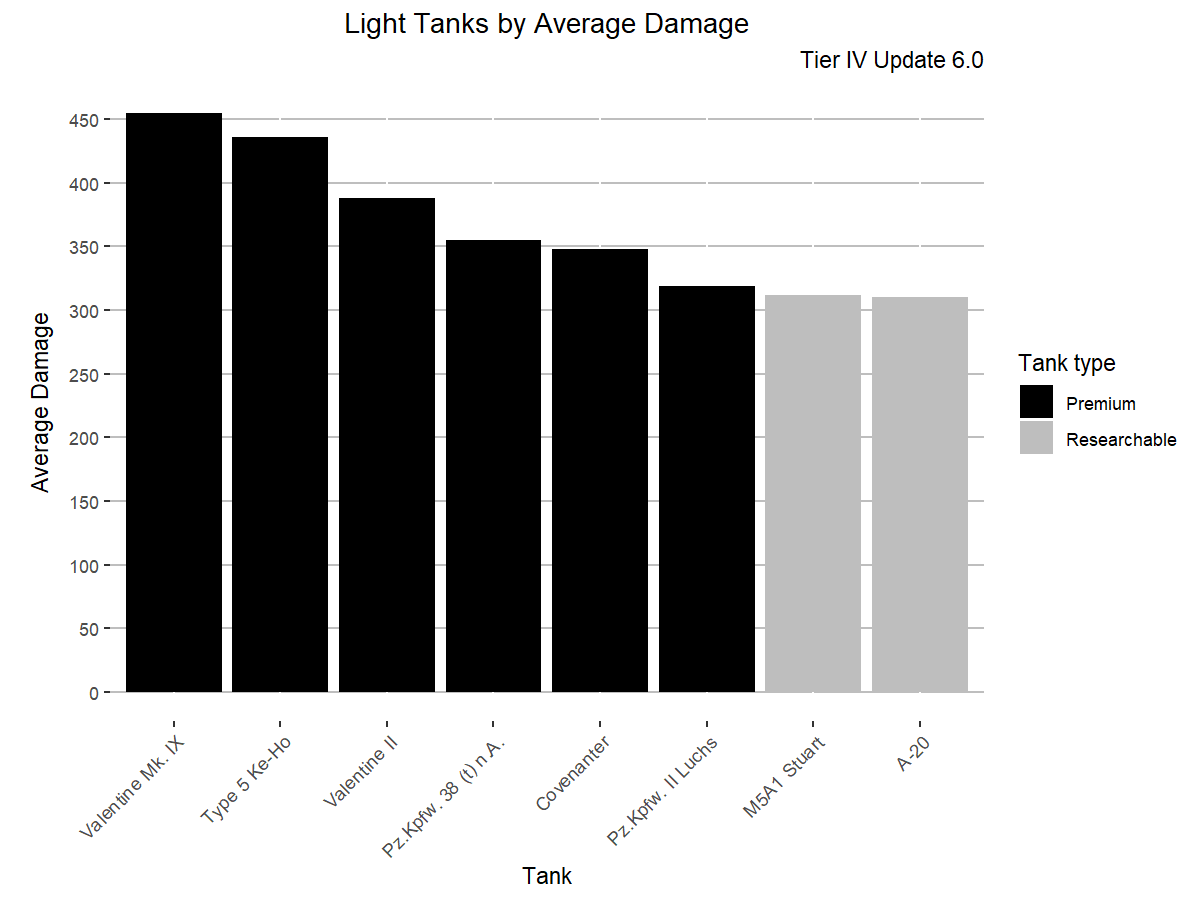 Light Tanks by Average Damage
Tier IV Update 6.0
Average Damage
450
400
350
300
250
200
150
100
50
0
Valentine Mk. IX
Type 5 Ke-Ho
Valentine II
Pz.Kpfw. 38 (t) n.A.
Covenanter
Pz.Kpfw. II Luchs
M5A1 Stuart
A-20
Tank
Tank type
Premium
Researchable